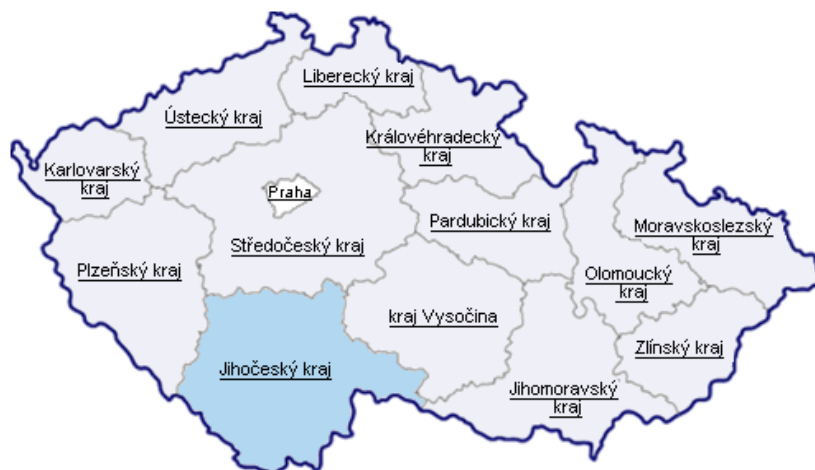 Liberecký kraj
Ústecký kraj
Královéhradecký
kraj
Karlovarský
kraj
Praha
Pardubický kraj
Moravskoslezský
kraj
Středočeský kraj
Plzeňský kraj
Olomoucký
kraj
kraj Vysočina
Zlínský kraj
Jihočeský kraj
Jihomoravský
kraj